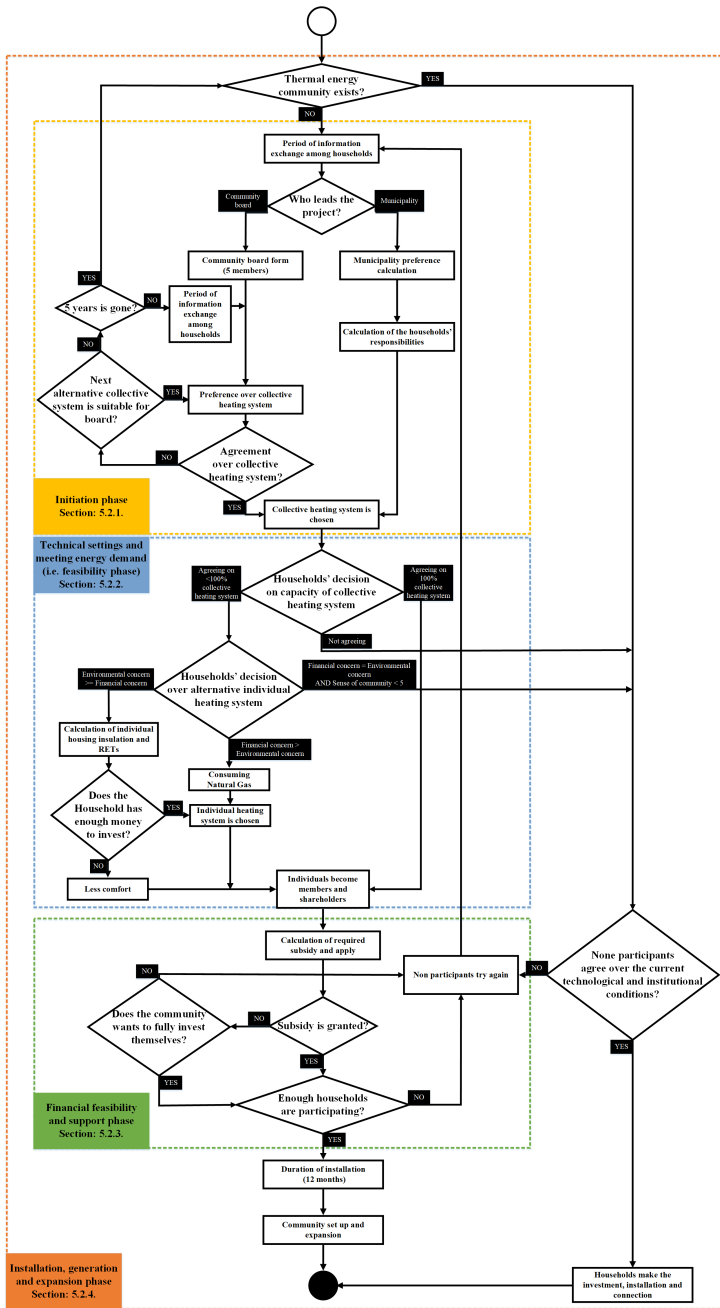 Thermal energy
community exists?
YES
NO
Period of information
exchange among households
Community
board
Who leads the
project?
Municipality
Community board form
(5 members)
Municipality preference
calculation
YES
5 years is gone?
NO
Period of
information
exchange
among
households
Calculation of the households'
responsibilities
NO
Next
alternative collective
system is suitable for
board?
YES
Preference over collective
heating system
NO
Agreement
over collective
heating system?
YES
Initiation phase
Section: 5.2.1.
Collective heating system is
chosen
Technical settings and
meeting energy demand
(i.e. feasibility phase)
Section: 5.2.2.
Agreeing on
<100%
collective
heating system
Households' decision
on capacity of collective
heating system
Agreeing on
100%
collective
heating system
Not agreeing
Environmental concern
>= Financial concern
Households' decision
over alternative individual
heating system
Financial concern = Environmental
concern
AND Sense of community < 5
Calculation of individual
housing insulation and
RETs
Financial concern >
Environmental concern
Consuming
Natural Gas
Does the
Household has
enough money
to invest?
YES
Individual heating
system is chosen
NO
Less comfort
Individuals become
members and
shareholders
Calculation of required
subsidy and apply
NO
Non participants try again
NO
None participants
agree over the current
technological and institutional
conditions?
Does the community
wants to fully invest
themselves?
NO
Subsidy is granted?
YES
YES
YES
Enough households
are participating?
NO
Financial feasibility
and support phase
Section: 5.2.3.
YES
Duration of installation
(12 months)
Community set up and
expansion
Installation, generation
and expansion phase
Section: 5.2.4.
Households make the
investment, installation and
connection